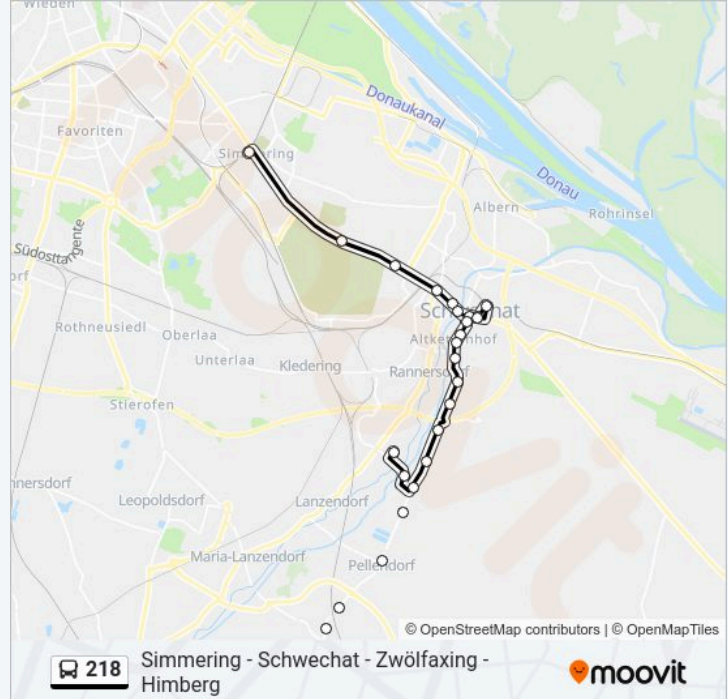 Wieden
Donaukanal
Favoriten
Simmering
Donau
Albern
Rohrinsel
Südosttangente
Schwechat
Rothneusiedl
Oberlaa
Altkettenhof
Unterlaa
Kledering
Rannersdorf
Stierofen
nnersdorf
Leopoldsdorf
Lanzendorf
Maria-Lanzendorf
Pellendorf
© OpenStreetMap contributors | © OpenMapTiles
218
Simmering - Schwechat - Zwölfaxing -
Himberg
moovit